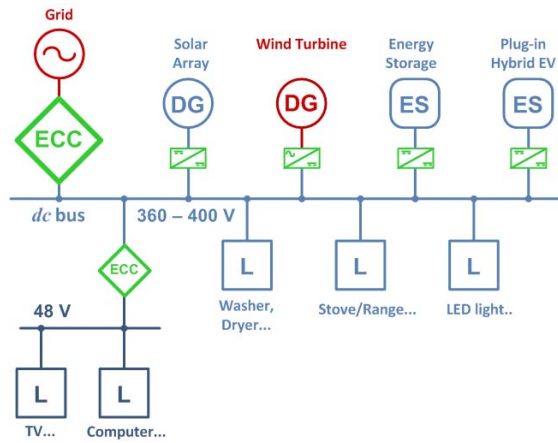 Grid
Solar
Array
Wind Turbine
Energy
Storage
Plug-in
Hybrid EV
DG
DG
ES
ES
ECC
dc bus
360 – 400 V
ECC
L
L
L
Washer,
Dryer...
Stove/Range...
LED light..
48 V
L
L
TV...
Computer...